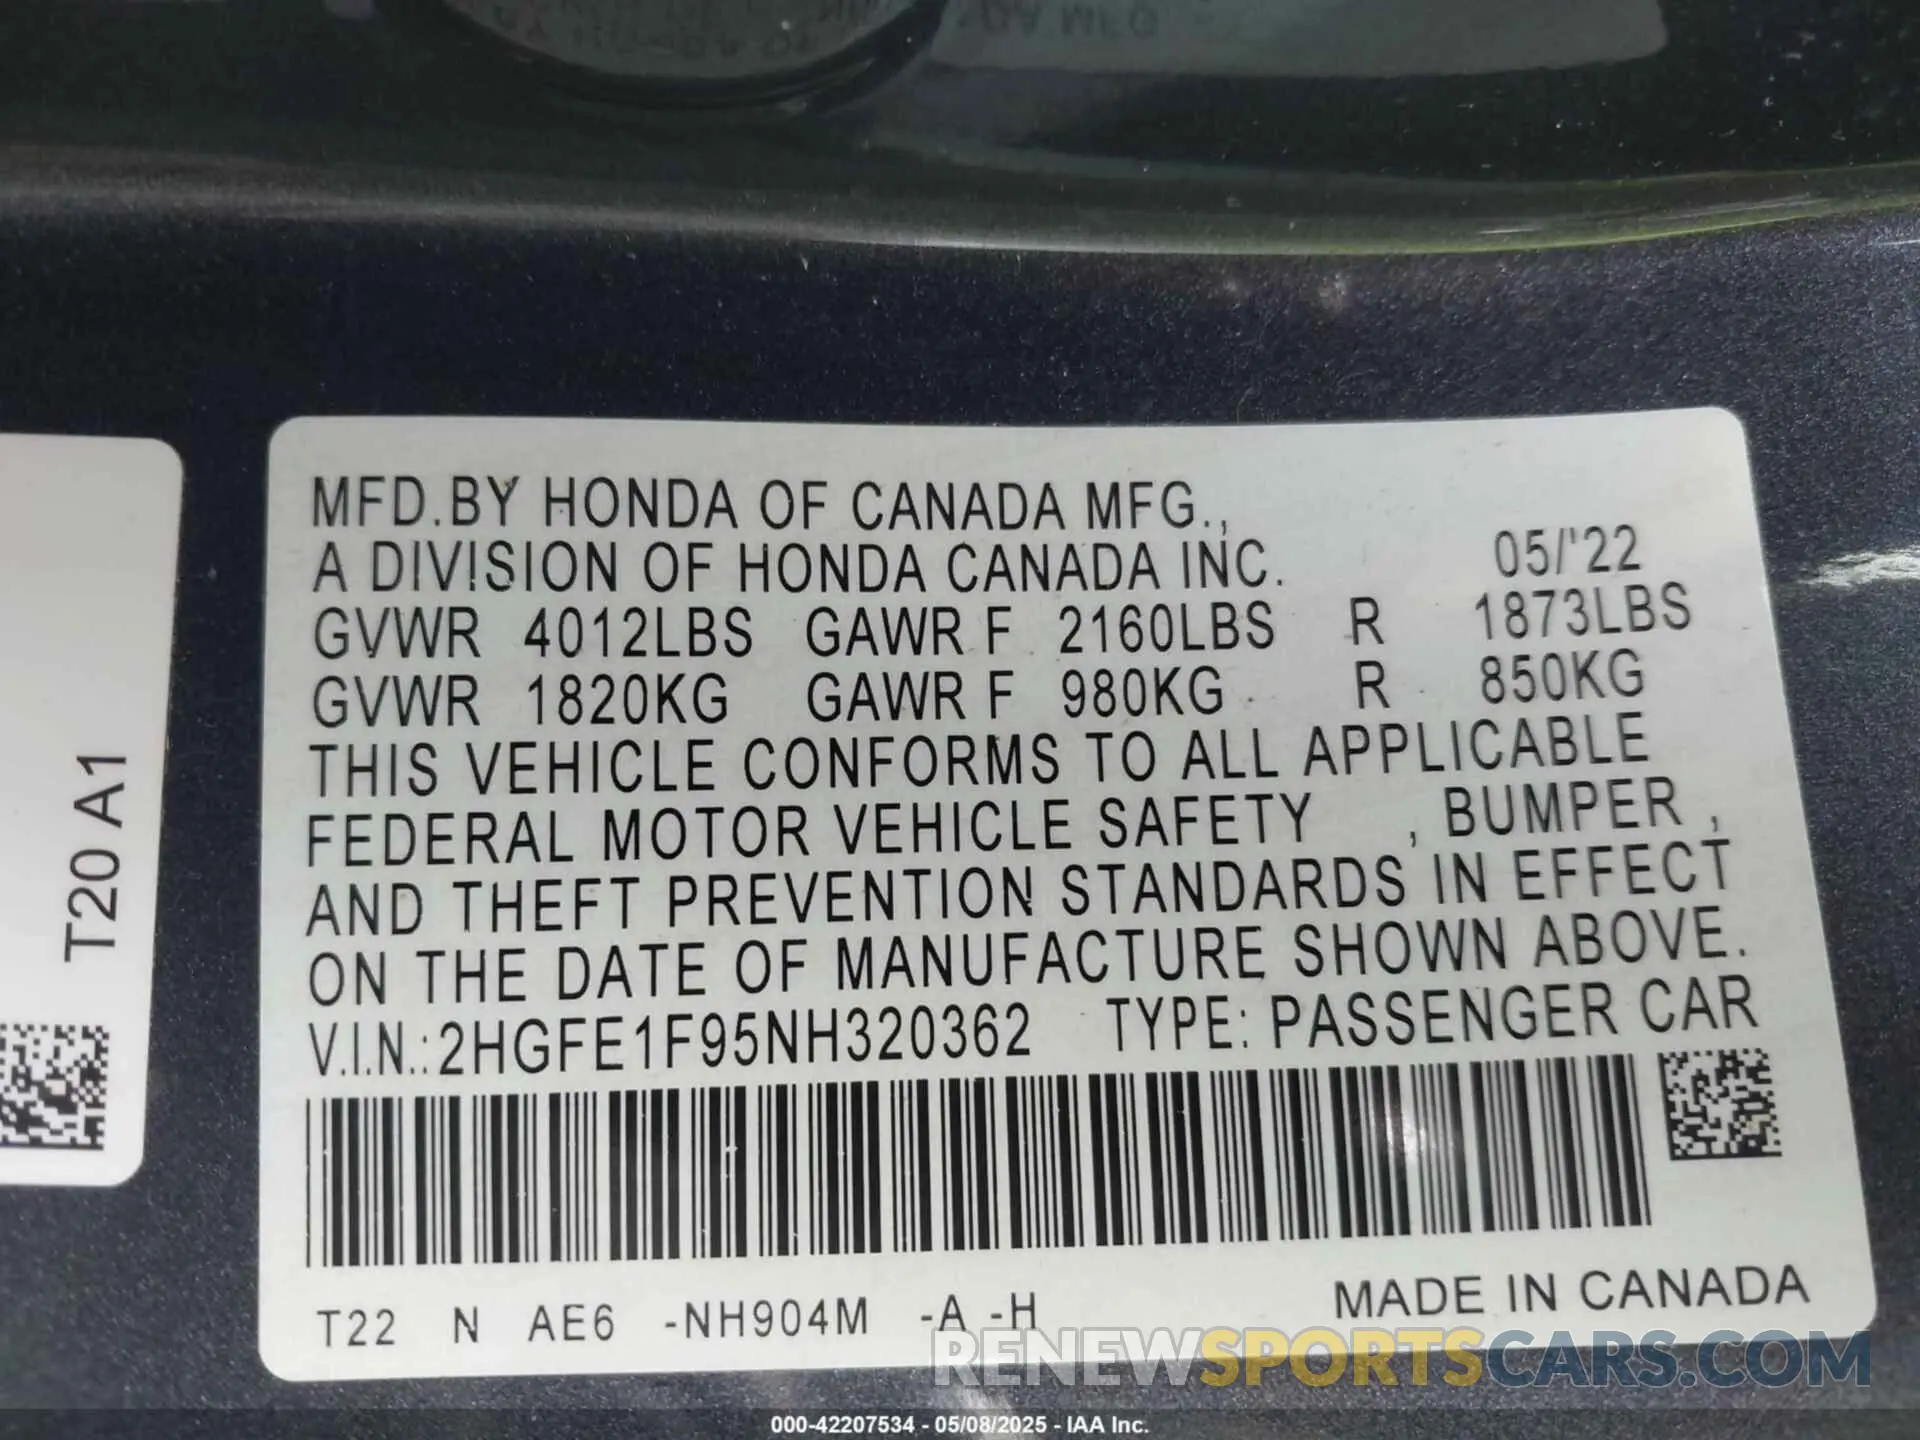 MFD.BY HONDA OF CANADA MFG.,
A DIVISION OF HONDA CANADA INC. 05/'22
GVWR 4012LBS GAWR F 2160LBS R 1873LBS
GVWR 1820KG GAWR F 980KG R 850KG
THIS VEHICLE CONFORMS TO ALL APPLICABLE
FEDERAL MOTOR VEHICLE SAFETY , BUMPER ,
AND THEFT PREVENTION STANDARDS IN EFFECT
ON THE DATE OF MANUFACTURE SHOWN ABOVE.
V.I.N.:2HGFE1F95NH320362 TYPE: PASSENGER CAR
T22 N AE6 -NH904M -A -H MADE IN CANADA
T20 A1
RENEWSPORTSCARS.COM
000-42207534 - 05/08/2025 - IAA Inc.